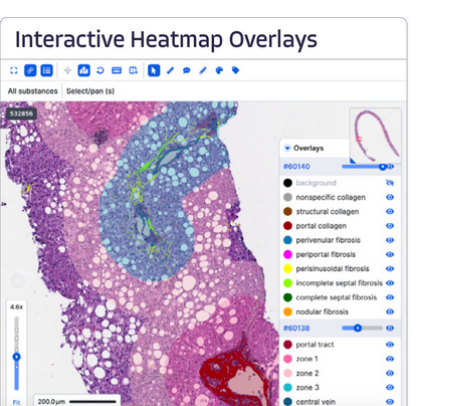 Interactive Heatmap Overlays
All substances Select/pan (s)
532856
Overlays
#60140
background
nonspecific collagen
structural collagen
portal collagen
perivenular fibrosis
periportal fibrosis
perisinusoidal fibrosis
incomplete septal fibrosis
complete septal fibrosis
nodular fibrosis
#60138
portal tract
zone 1
zone 2
zone 3
central vein
4.6x
Fit
200.0μm